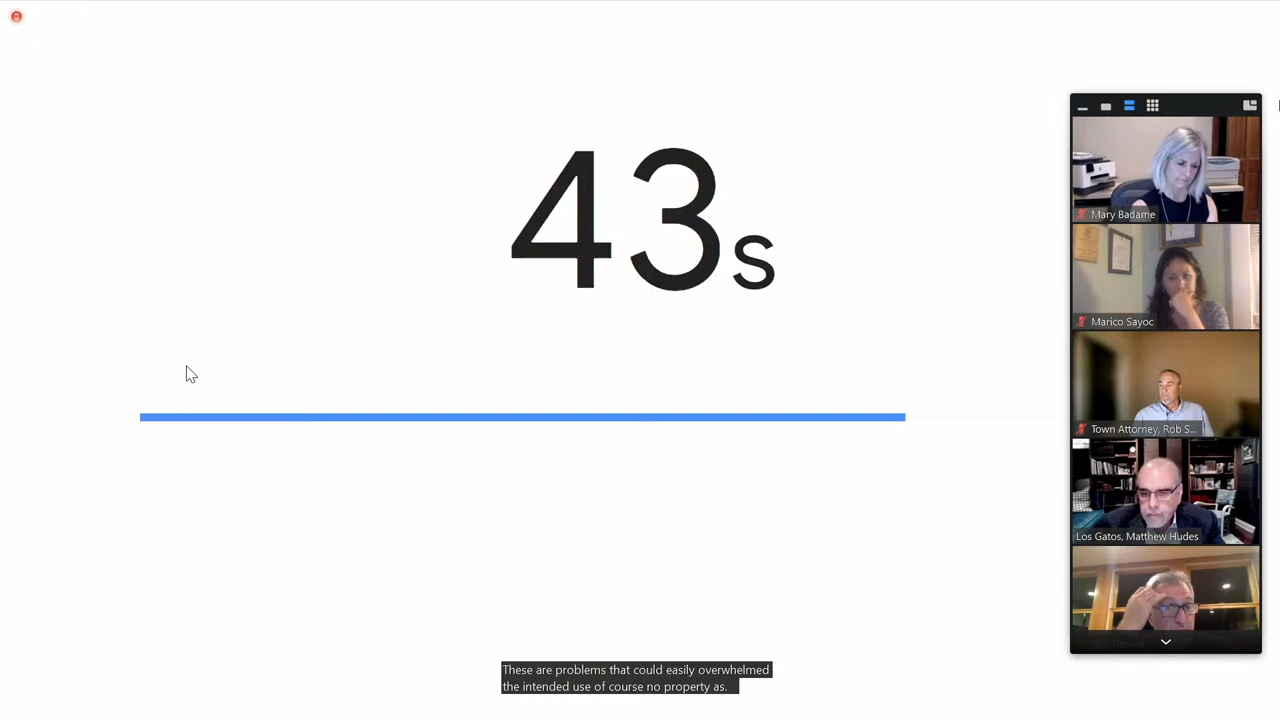 43s
Mary Badame
Marico Sayoc
Town Attorney, Rob S...
Los Gatos, Matthew Hudes
These are problems that could easily overwhelmed
the intended use of course no property as.